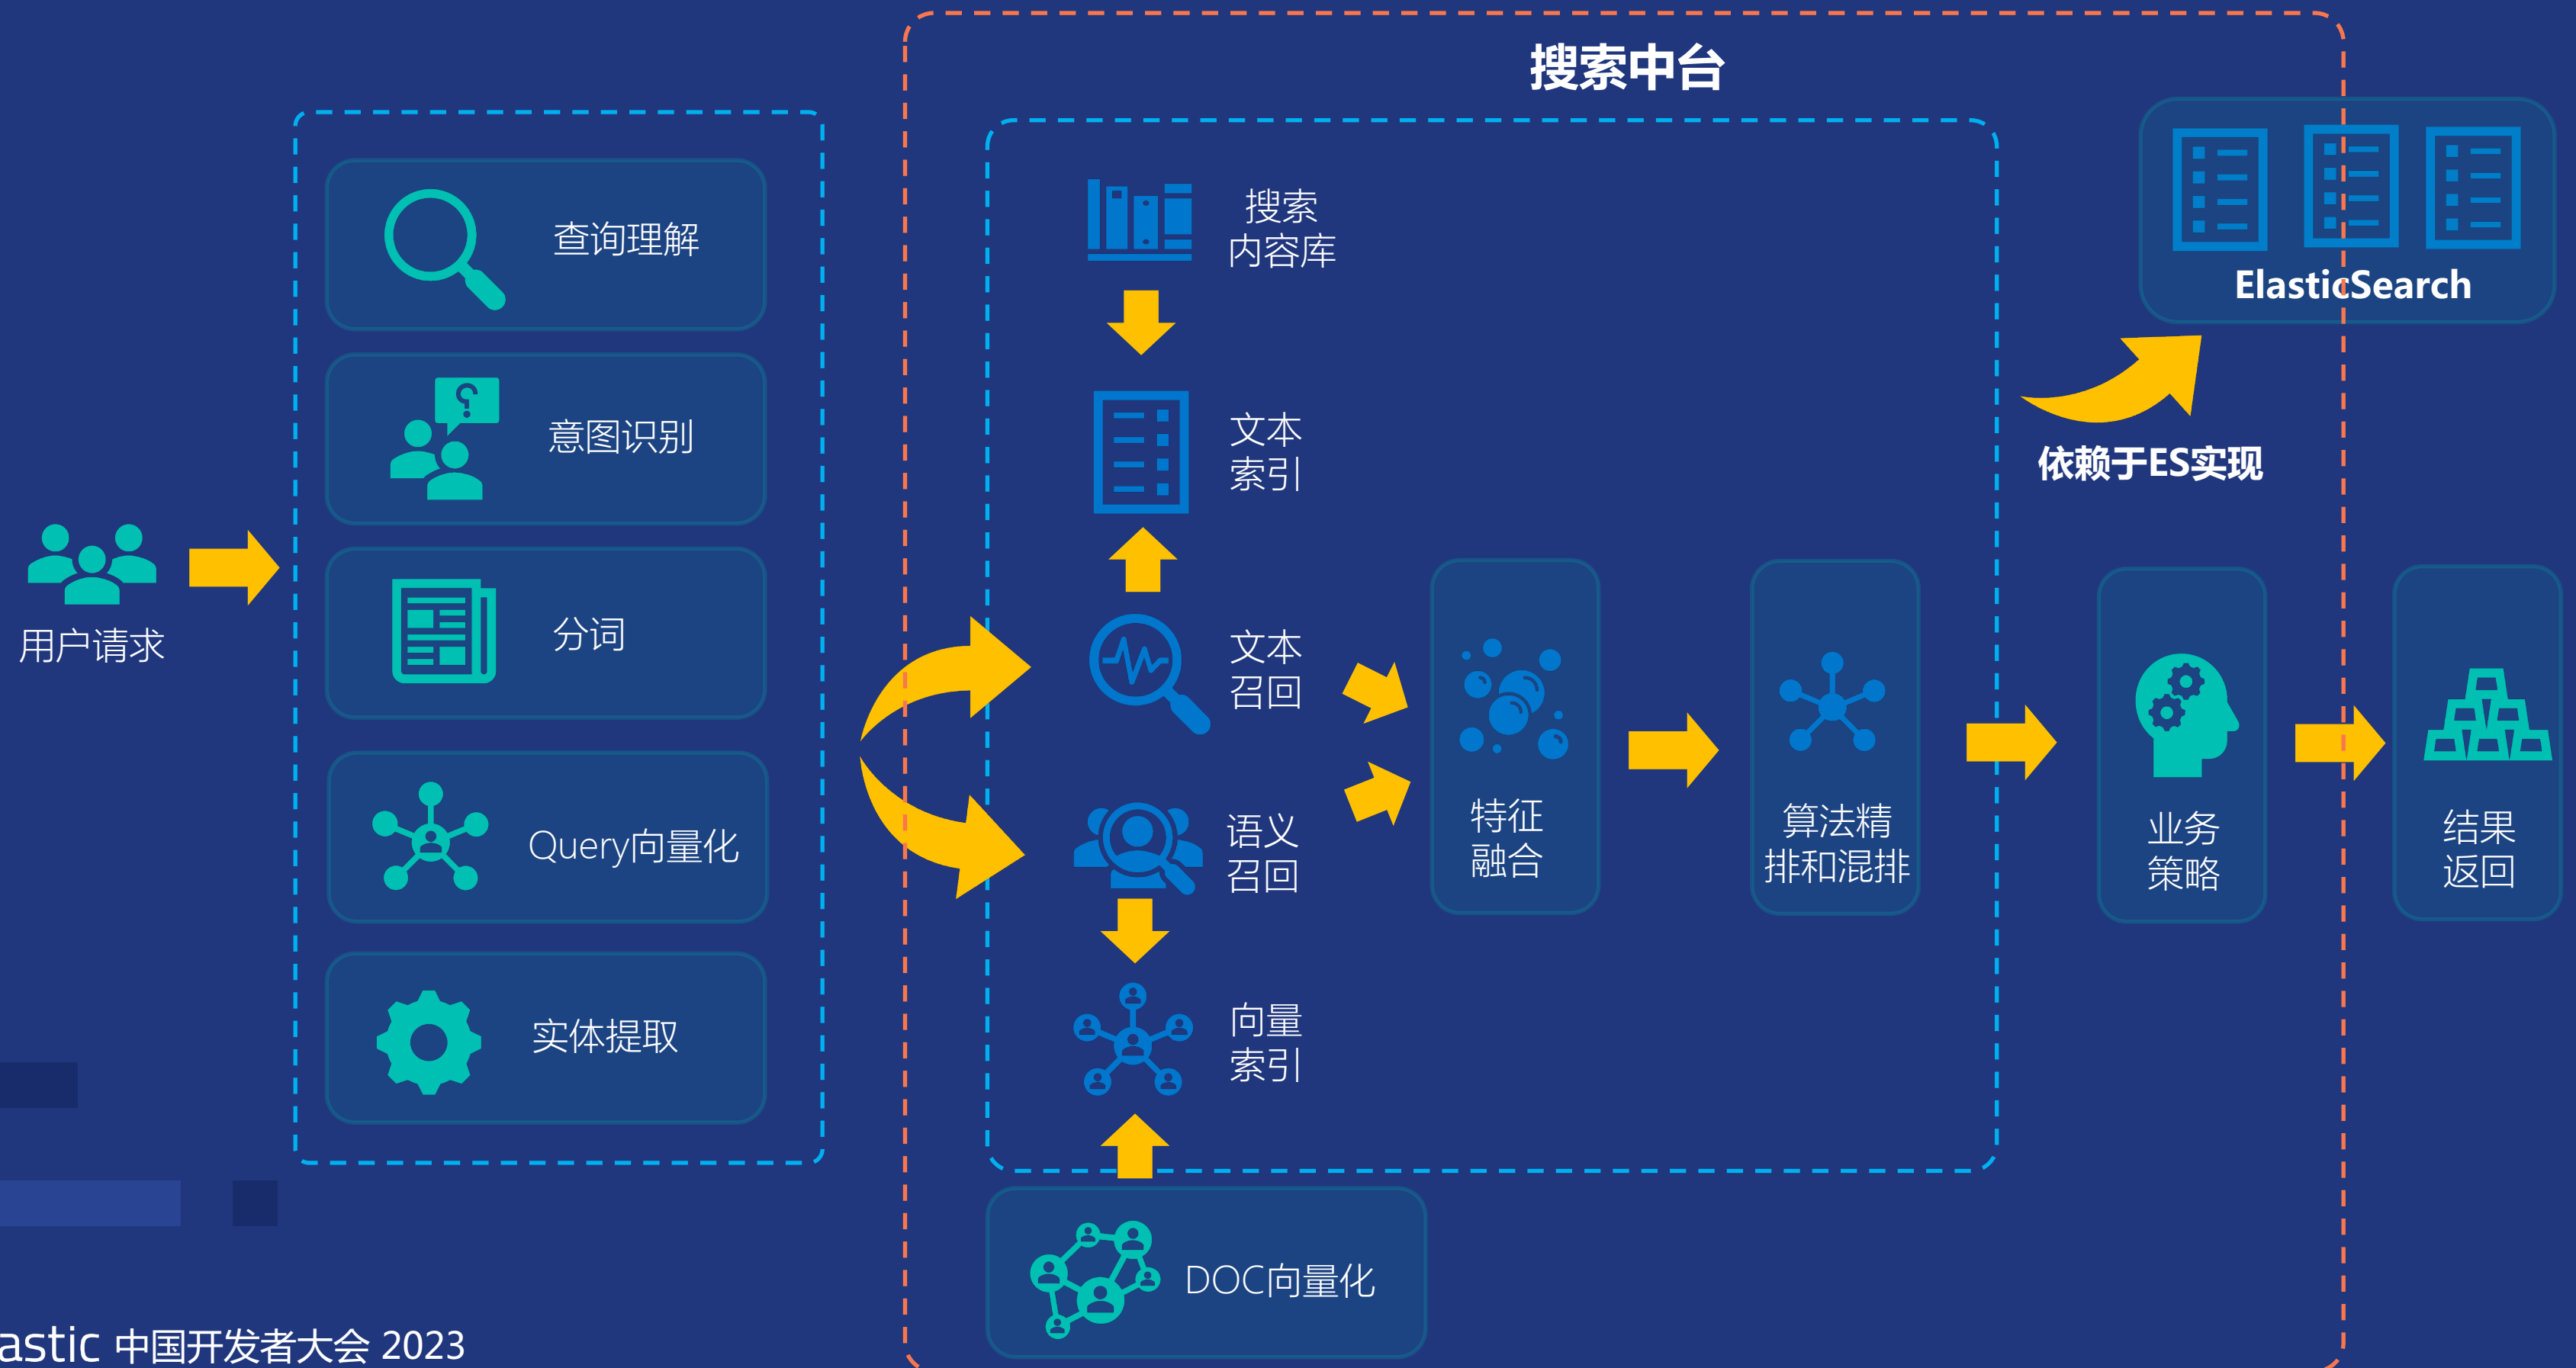 搜索中台
用户请求
查询理解
意图识别
分词
Query向量化
实体提取
搜索
内容库
文本
索引
文本
召回
语义
召回
向量
索引
DOC向量化
特征
融合
算法精
排和混排
ElasticSearch
依赖于ES实现
业务
策略
结果
返回
astic 中国开发者大会 2023